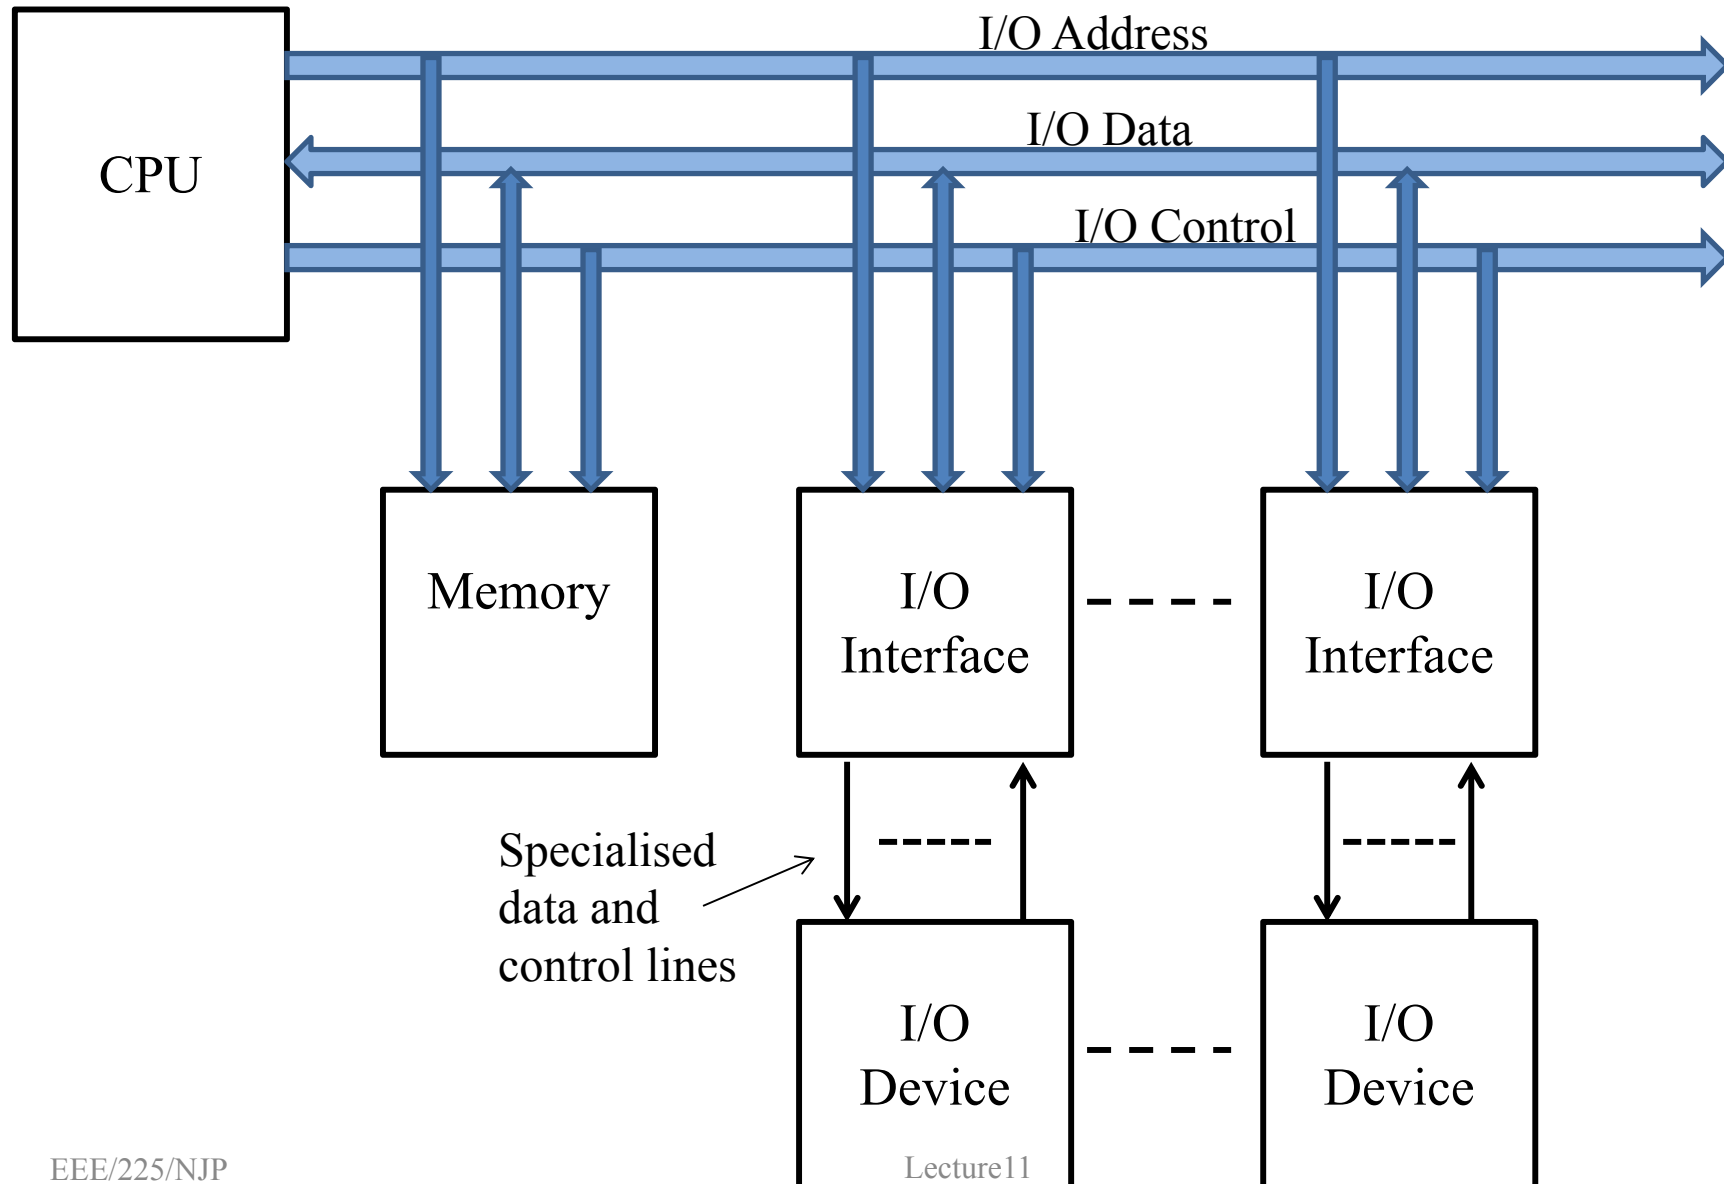 I/O Address
I/O Data
I/O Control
CPU
Memory
I/O
Interface
I/O
Interface
Specialised
data and
control lines
I/O
Device
I/O
Device
EEE/225/NJP
Lecture11